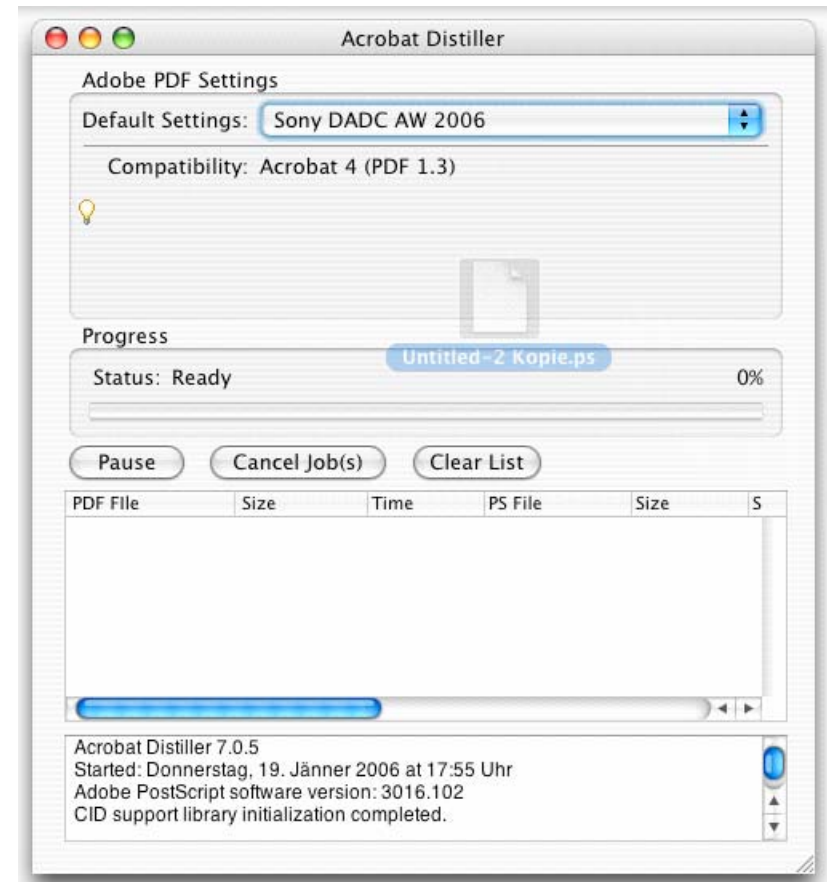 Acrobat Distiller
Adobe PDF Settings
Default Settings: Sony DADC AW 2006
Compatibility: Acrobat 4 (PDF 1.3)
Untitled-2 Kopie.ps
Progress
Status: Ready 0%
Pause Cancel Job(s) Clear List
PDF FIle Size Time PS File Size S
Acrobat Distiller 7.0.5
Started: Donnerstag, 19. Jänner 2006 at 17:55 Uhr
Adobe PostScript software version: 3016.102
CID support library initialization completed.